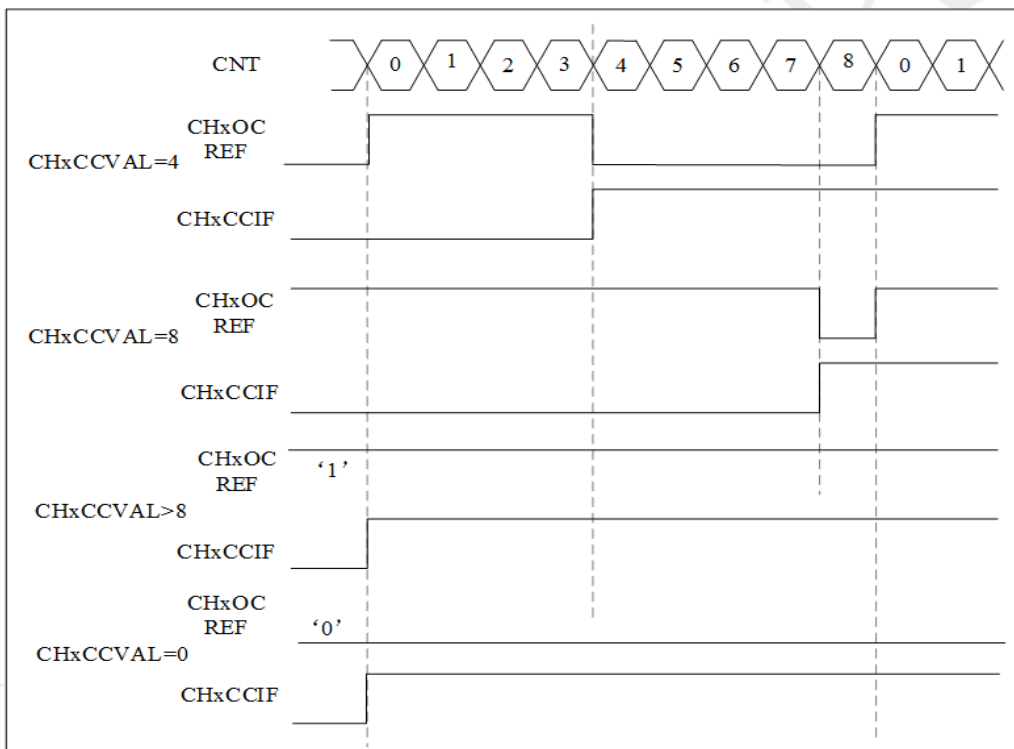 CNT 0 1 2 3 4 5 6 7 8 0 1
CHxOC
REF
CHxCCVAL=4
CHxCCIF
CHxOC
REF
CHxCCVAL=8
CHxCCIF
CHxOC
REF
‘1’
CHxCCVAL>8
CHxCCIF
CHxOC
REF
‘0’
CHxCCVAL=0
CHxCCIF